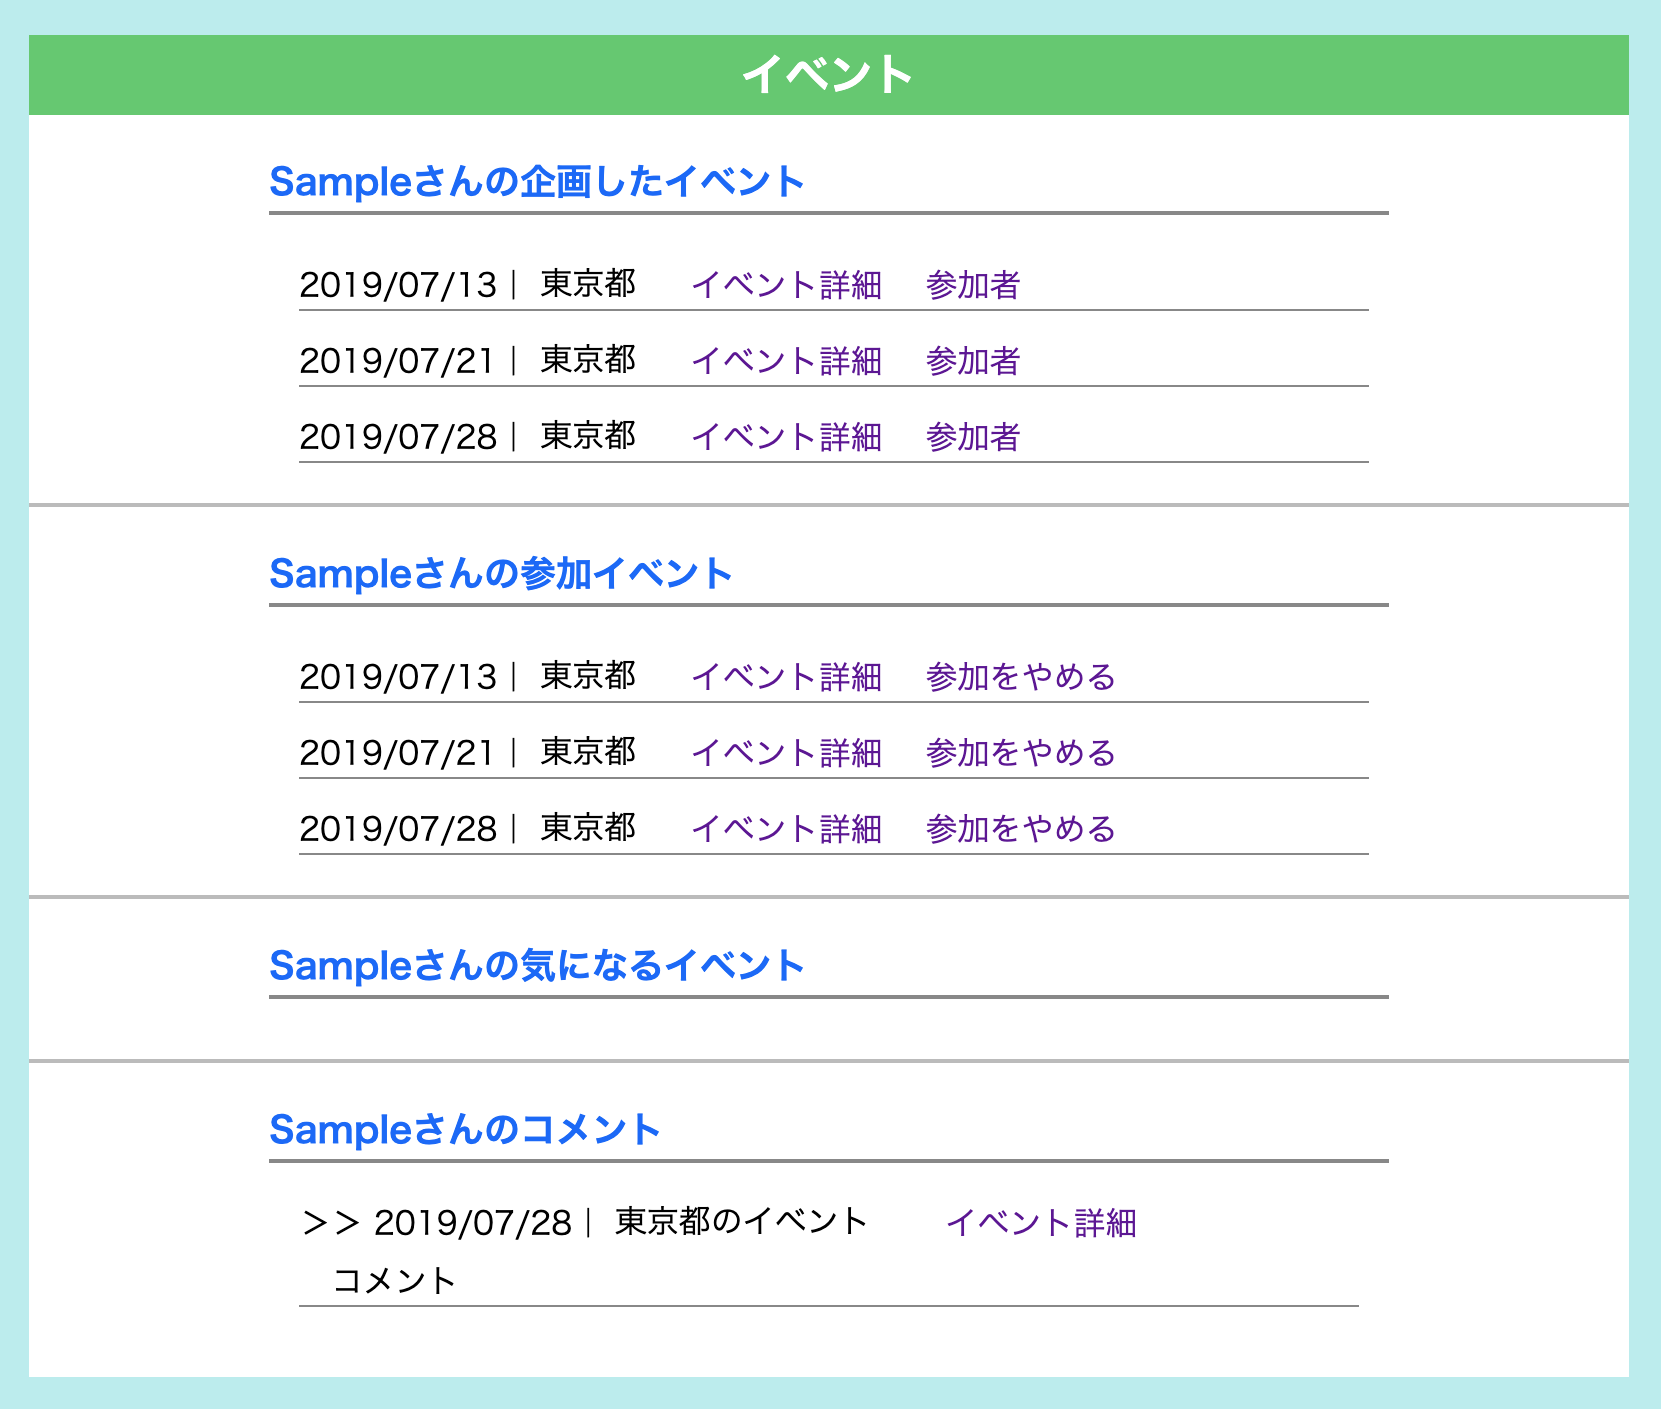 イベント
Sampleさんの企画したイベント
2019/07/13｜ 東京都 イベント詳細 参加者
2019/07/21｜ 東京都 イベント詳細 参加者
2019/07/28｜ 東京都 イベント詳細 参加者
Sampleさんの参加イベント
2019/07/13｜ 東京都 イベント詳細 参加をやめる
2019/07/21｜ 東京都 イベント詳細 参加をやめる
2019/07/28｜ 東京都 イベント詳細 参加をやめる
Sampleさんの気になるイベント
Sampleさんのコメント
＞＞ 2019/07/28｜ 東京都のイベント イベント詳細
コメント